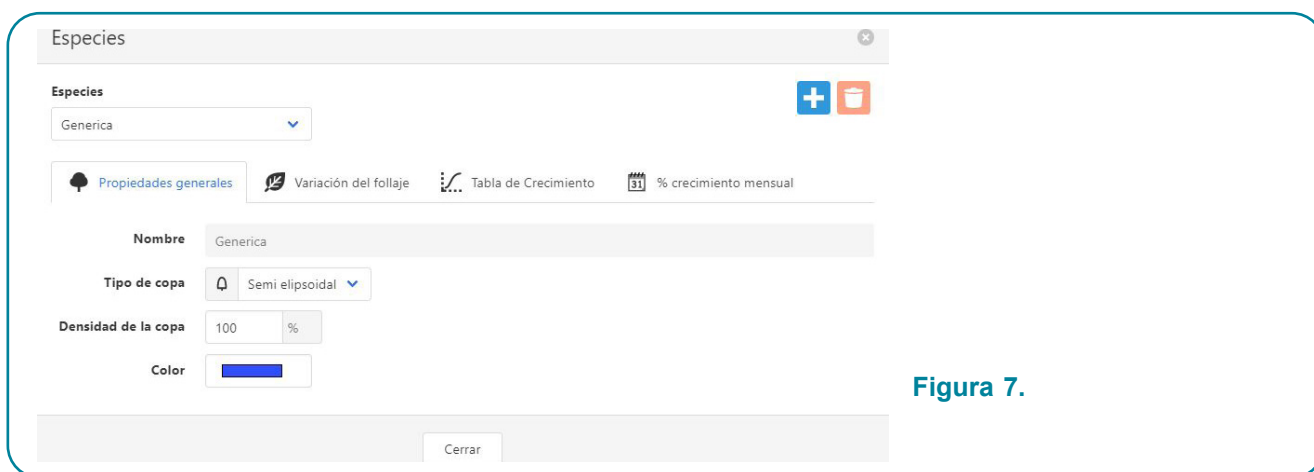 Especies
Especies
Generica
Propiedades generales
Variación del follaje
Tabla de Crecimiento
31
% crecimiento mensual
Nombre
Generica
Tipo de copa
Semi elipsoidal
Densidad de la copa
100 %
Color
Figura 7.
Cerrar